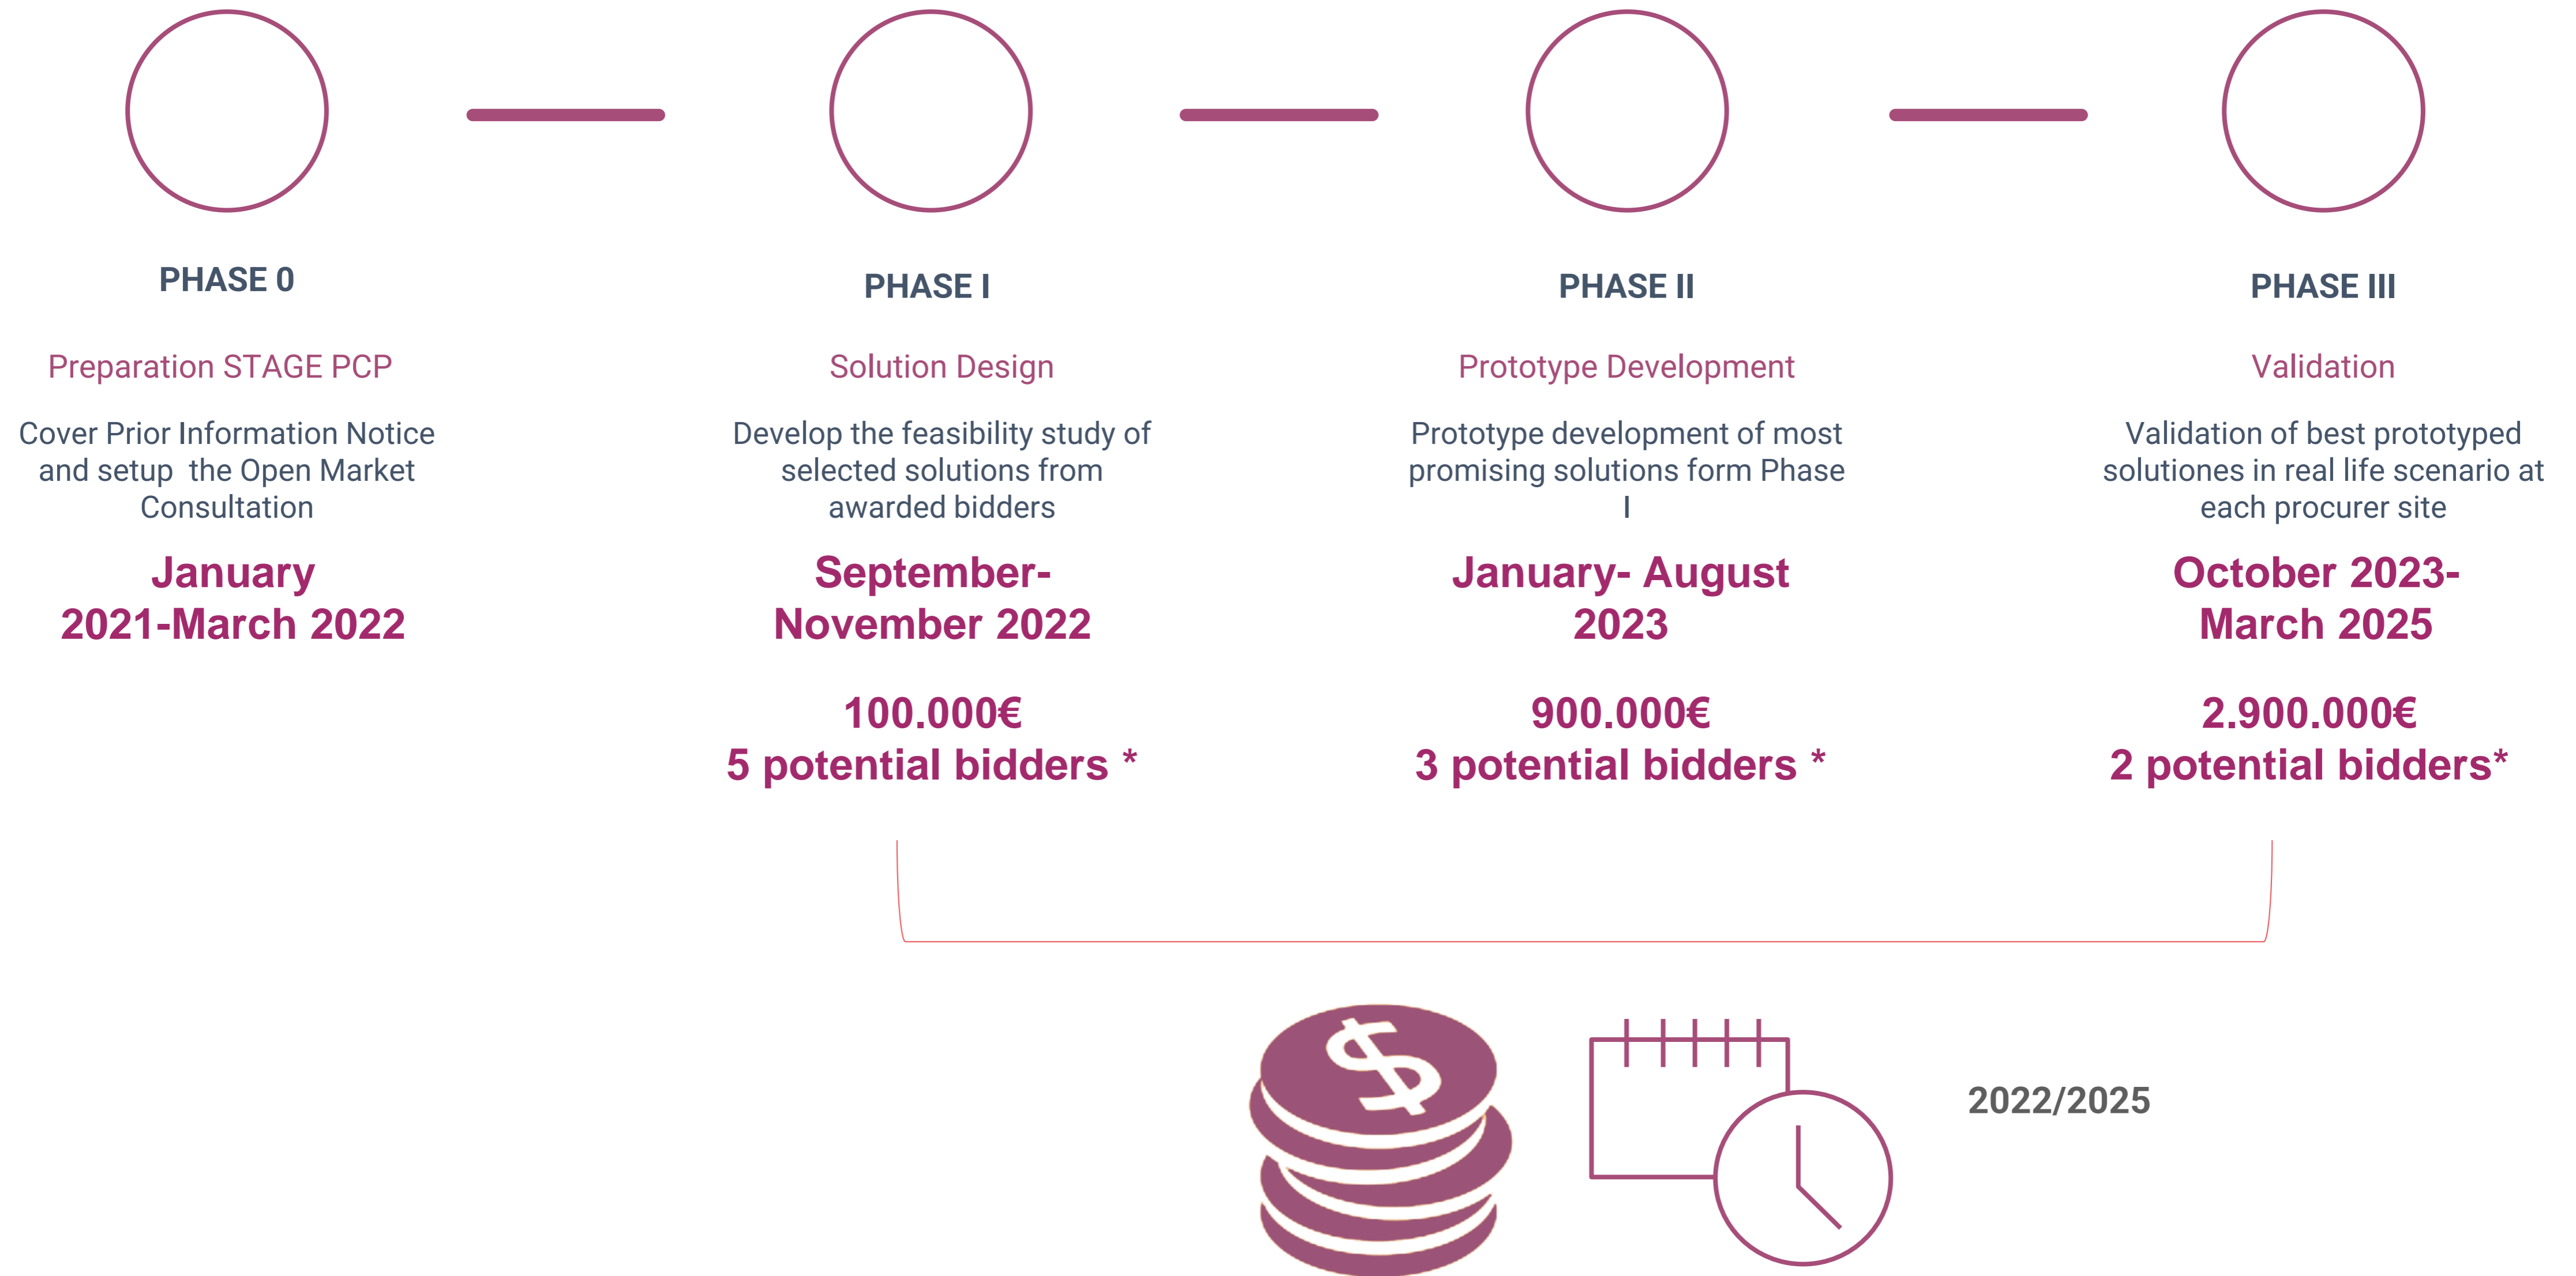 PHASE 0
Preparation STAGE PCP
Cover Prior Information Notice
and setup  the Open Market
Consultation
January
2021-March 2022
PHASE I
Solution Design
Develop the feasibility study of
selected solutions from
awarded bidders
September-
November 2022
100.000€
5 potential bidders *
PHASE II
Prototype Development
Prototype development of most
promising solutions form Phase
I
January- August
2023
900.000€
3 potential bidders *
PHASE III
Validation
Validation of best prototyped
solutiones in real life scenario at
each procurer site
October 2023-
March 2025
2.900.000€
2 potential bidders*
$
2022/2025